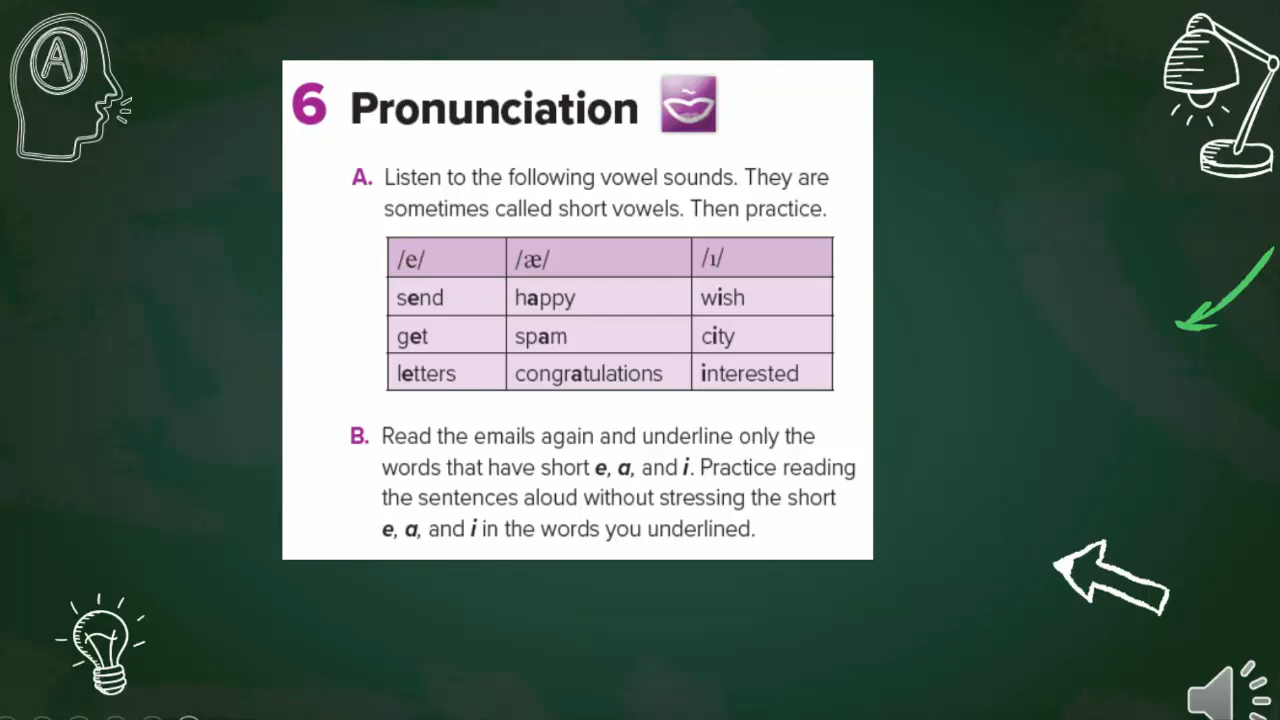 A
6 Pronunciation
A. Listen to the following vowel sounds. They are
sometimes called short vowels. Then practice.
/e/ /æ/ /ɪ/
send happy wish
get spam city
letters congratulations interested
B. Read the emails again and underline only the
words that have short e, a, and i. Practice reading
the sentences aloud without stressing the short
e, a, and i in the words you underlined.